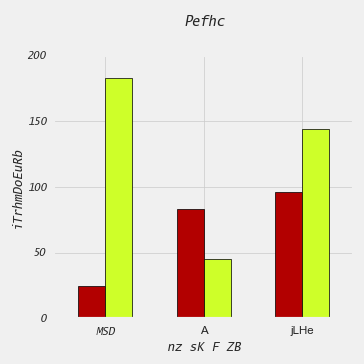 Pefhc
200
150
100
50
0
iTrhmDoEuRb
MSD
A
jLHe
nz sK F ZB